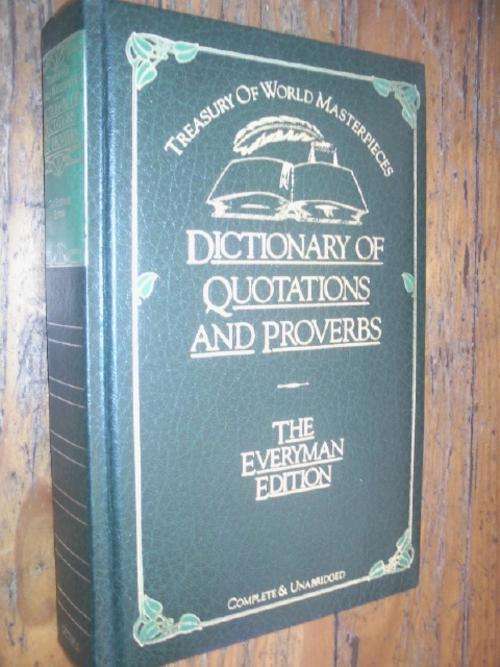 TREASURY OF WORLD MASTERPIECES
DICTIONARY OF
QUOTATIONS
AND PROVERBS
THE
EVERYMAN
EDITION
COMPLETE & UNABRIDGED